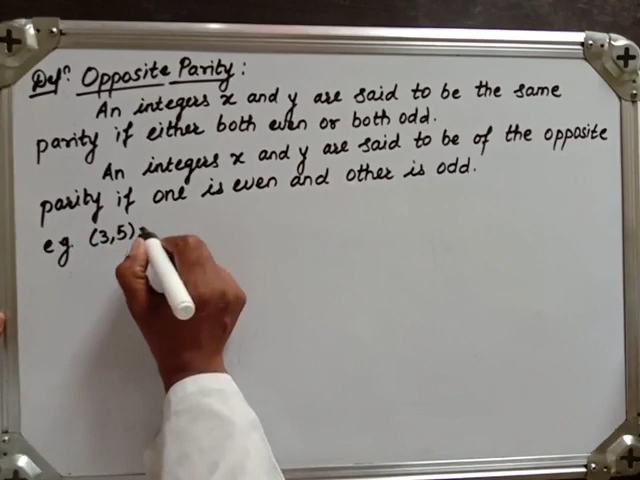 Defn. Opposite Parity:
An integers x and y are said to be the same
parity if either both even or both odd.
An integers x and y are said to be of the opposite
parity if one is even and other is odd.
eg. (3,5)